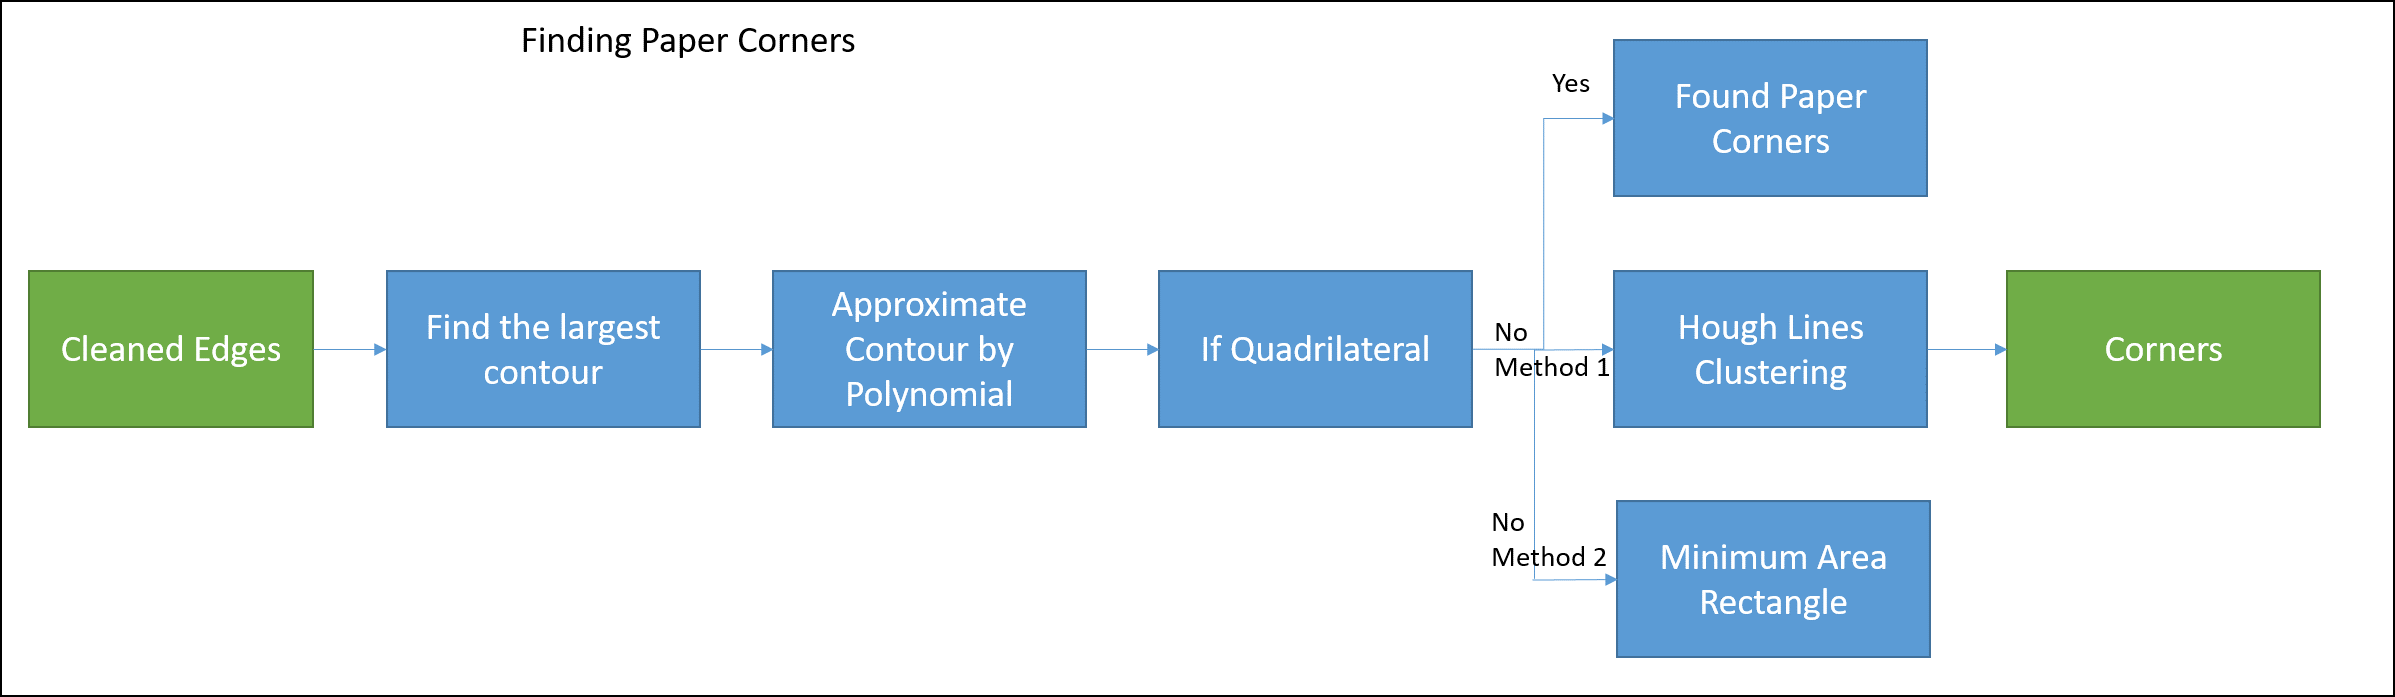 Finding Paper Corners
Cleaned Edges
Find the largest
contour
Approximate
Contour by
Polynomial
If Quadrilateral
Yes
Found Paper
Corners
No
Method 1
Hough Lines
Clustering
Corners
No
Method 2
Minimum Area
Rectangle